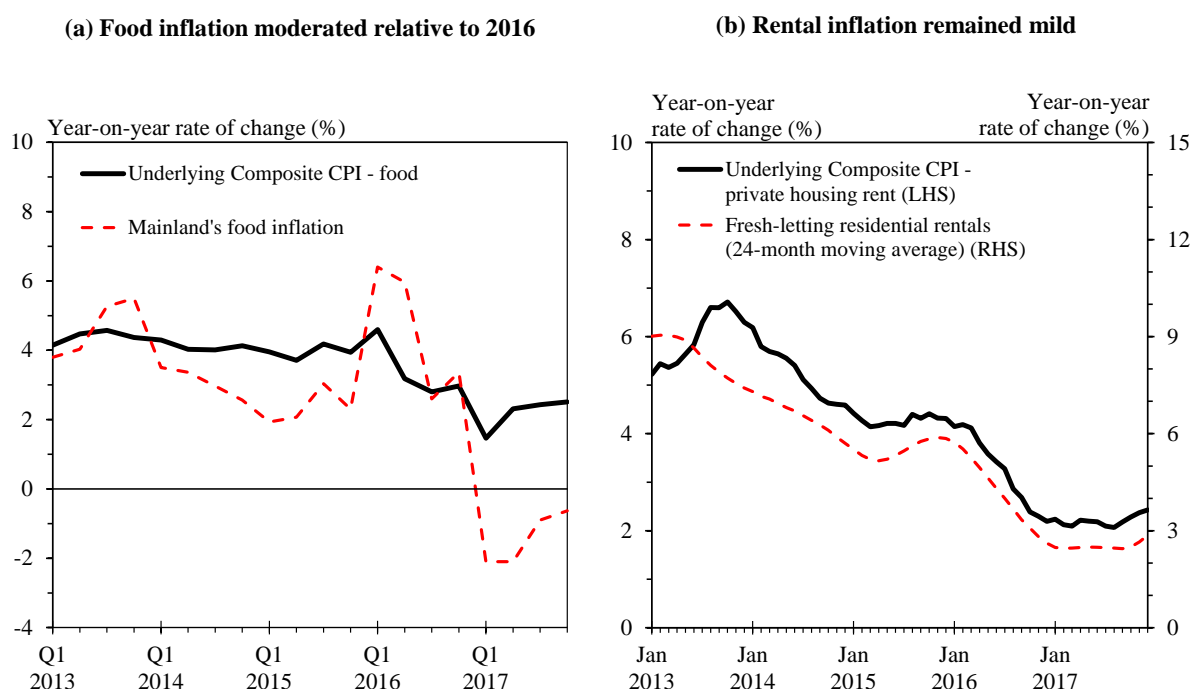 (a) Food inflation moderated relative to 2016
Year-on-year rate of change (%)
10
8
6
4
2
0
-2
-4
Underlying Composite CPI - food
Mainland's food inflation
Q1
2013
Q1
2014
Q1
2015
Q1
2016
Q1
2017
(b) Rental inflation remained mild
Year-on-year
rate of change (%)
Year-on-year
rate of change (%)
10
8
6
4
2
0
Underlying Composite CPI -
private housing rent (LHS)
Fresh-letting residential rentals
(24-month moving average) (RHS)
15
12
9
6
3
0
Jan
2013
Jan
2014
Jan
2015
Jan
2016
Jan
2017